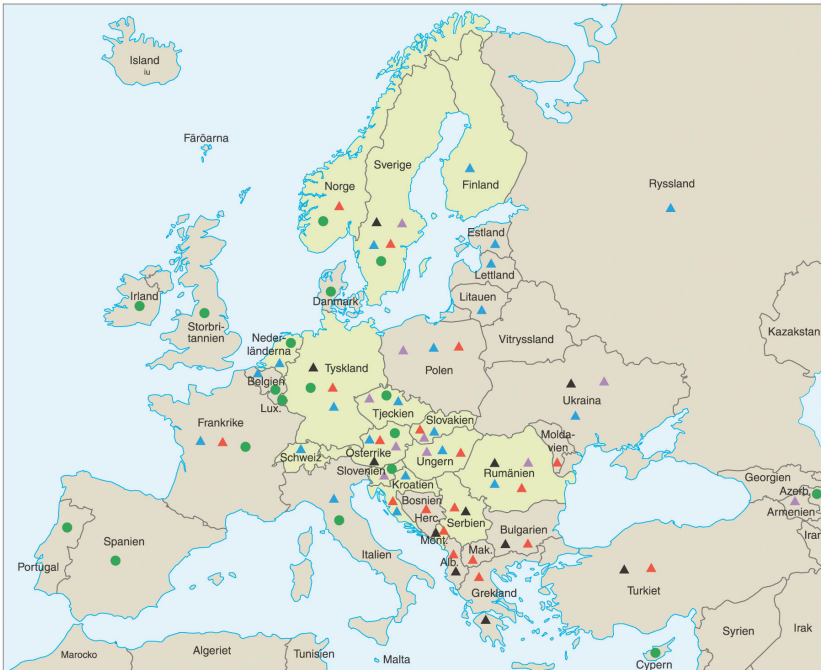 Island
iu
Färöarna
Norge
Sverige
Finland
Ryssland
Estland
Lettland
Litauen
Vitryssland
Kazakstan
Irland
Storbri-
tannien
Danmark
Neder-
länderna
Belgien
Lux.
Tyskland
Polen
Ukraina
Tjeckien
Slovakien
Molda-
vien
Frankrike
Schweiz
Österrike
Ungern
Rumänien
Slovenien
Kroatien
Bosnien
Herc.
Serbien
Mont.
Bulgarien
Mak.
Alb.
Grekland
Italien
Spanien
Portugal
Georgien
Azerb.
Armenien
Iran
Turkiet
Syrien
Irak
Cypern
Malta
Marocko
Algeriet
Tunisien